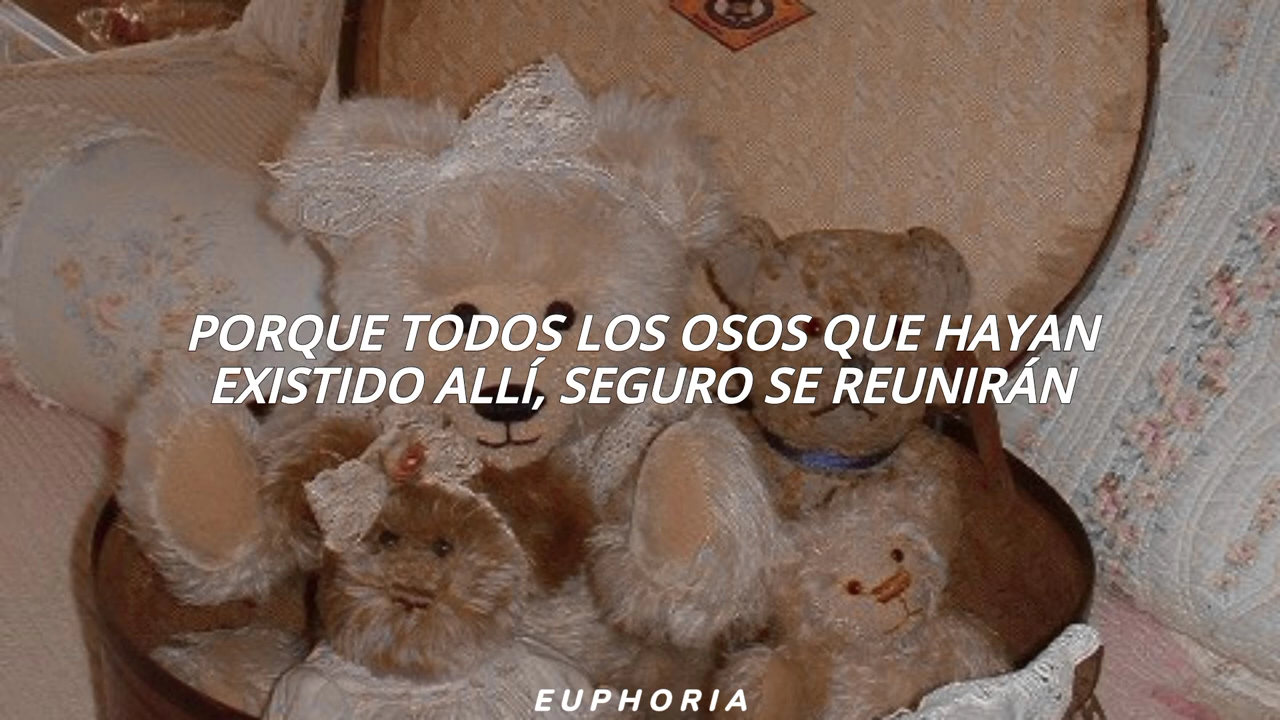 PORQUE TODOS LOS OSOS QUE HAYAN
EXISTIDO ALLÍ, SEGURO SE REUNIRÁN
EUPHORIA